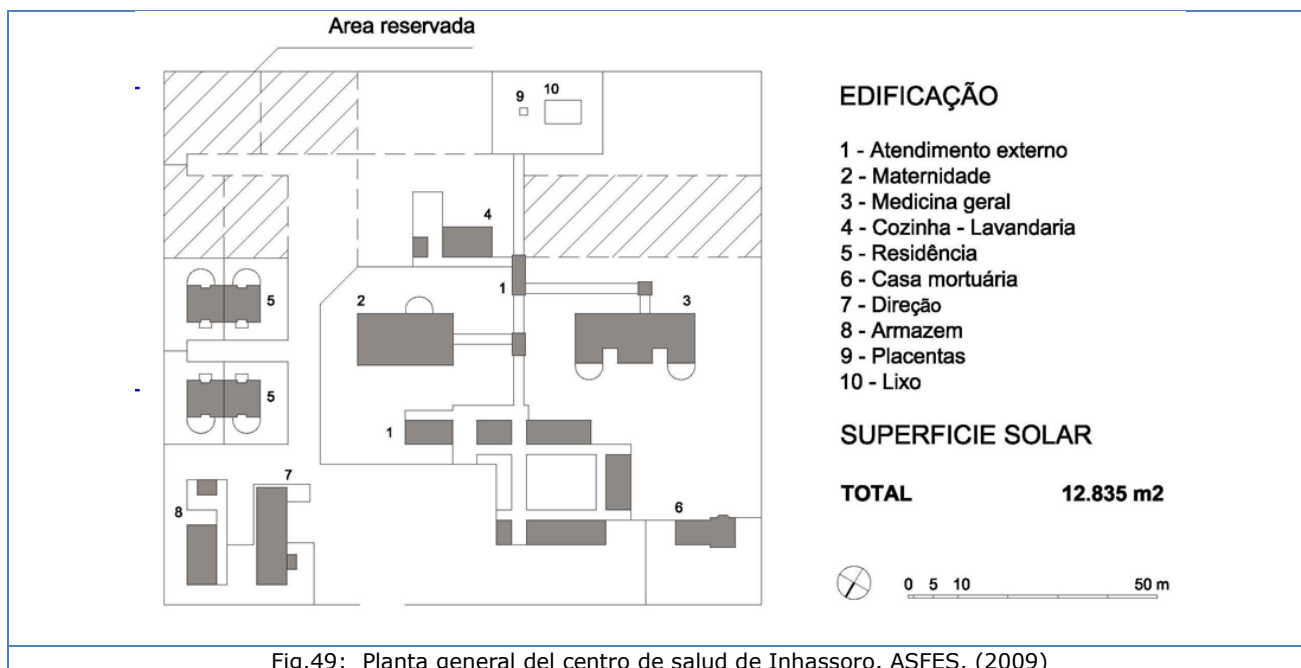 Area reservada
9
10
4
5
2
1
3
5
1
7
8
6
EDIFICAÇÃO
1 - Atendimento externo
2 - Maternidade
3 - Medicina geral
4 - Cozinha - Lavandaria
5 - Residência
6 - Casa mortuária
7 - Direção
8 - Armazem
9 - Placentas
10 - Lixo
SUPERFICIE SOLAR
TOTAL 12.835 m2
0 5 10 50 m
Fig.49: Planta general del centro de salud de Inhassoro. ASFES. (2009)